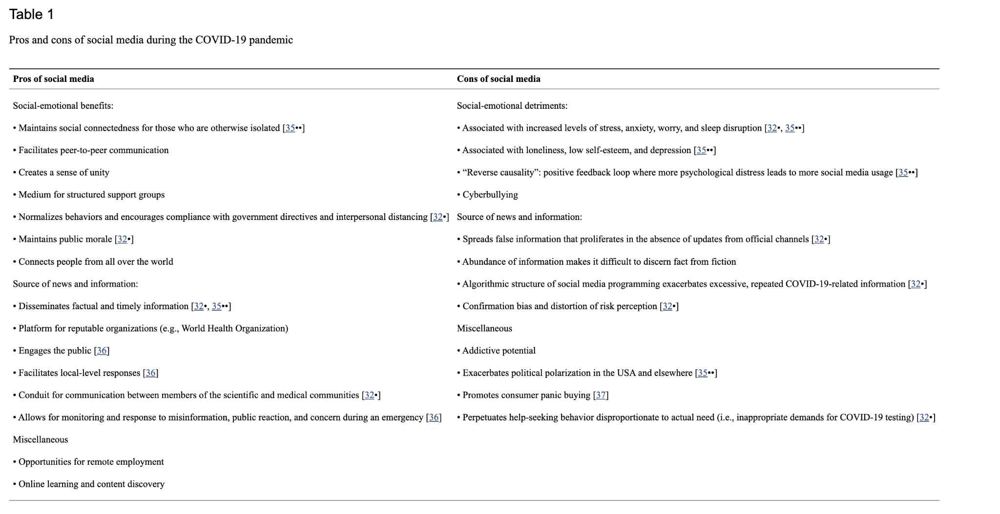 Table 1
Pros and cons of social media during the COVID-19 pandemic
Pros of social media
Social-emotional benefits:
• Maintains social connectedness for those who are otherwise isolated [35••]
• Facilitates peer-to-peer communication
• Creates a sense of unity
• Medium for structured support groups
• Normalizes behaviors and encourages compliance with government directives and interpersonal distancing [32•]
• Maintains public morale [32•]
• Connects people from all over the world
Source of news and information:
• Disseminates factual and timely information [32•, 35••]
• Platform for reputable organizations (e.g., World Health Organization)
• Engages the public [36]
• Facilitates local-level responses [36]
• Conduit for communication between members of the scientific and medical communities [32•]
• Allows for monitoring and response to misinformation, public reaction, and concern during an emergency [36]
Miscellaneous
• Opportunities for remote employment
• Online learning and content discovery
Cons of social media
Social-emotional detriments:
• Associated with increased levels of stress, anxiety, worry, and sleep disruption [32•, 35••]
• Associated with loneliness, low self-esteem, and depression [35••]
• “Reverse causality”: positive feedback loop where more psychological distress leads to more social media usage [35••]
• Cyberbullying
Source of news and information:
• Spreads false information that proliferates in the absence of updates from official channels [32•]
• Abundance of information makes it difficult to discern fact from fiction
• Algorithmic structure of social media programming exacerbates excessive, repeated COVID-19-related information [32•]
• Confirmation bias and distortion of risk perception [32•]
Miscellaneous
• Addictive potential
• Exacerbates political polarization in the USA and elsewhere [35••]
• Promotes consumer panic buying [37]
• Perpetuates help-seeking behavior disproportionate to actual need (i.e., inappropriate demands for COVID-19 testing) [32•]